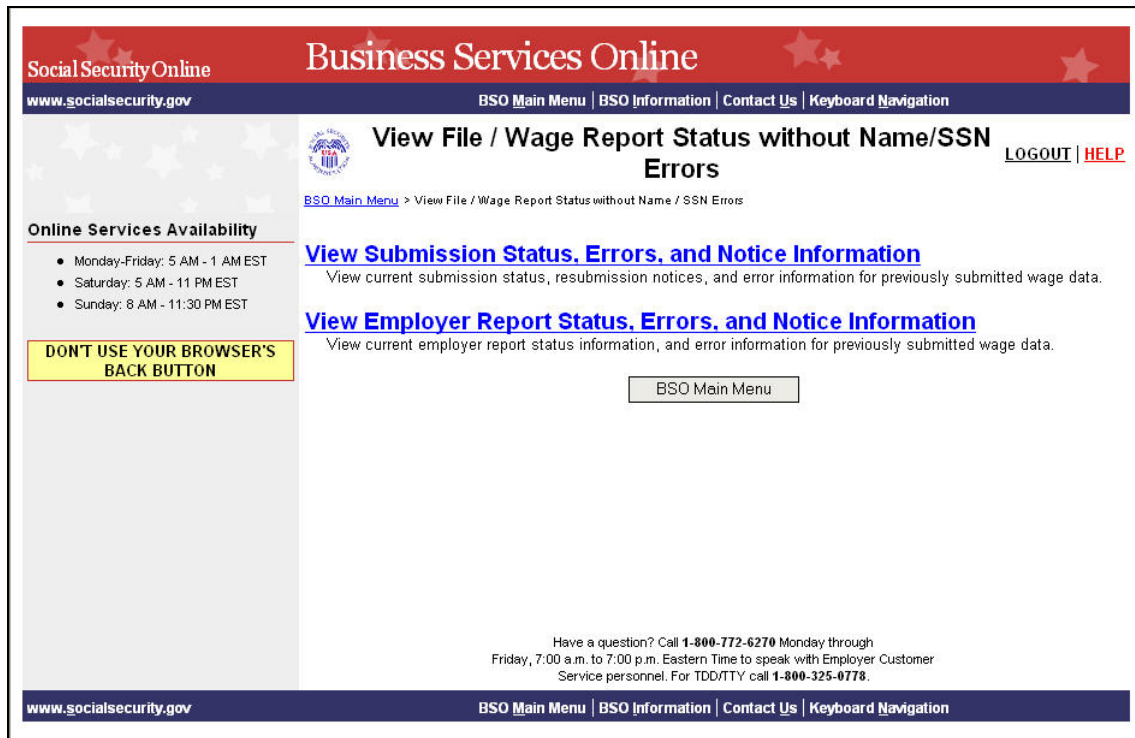 Social Security Online
Business Services Online
www.socialsecurity.gov
BSO Main Menu | BSO Information | Contact Us | Keyboard Navigation
View File / Wage Report Status without Name/SSN
Errors
LOGOUT | HELP
BSO Main Menu > View File / Wage Report Status without Name / SSN Errors
Online Services Availability
• Monday-Friday: 5 AM - 1 AM EST
• Saturday: 5 AM - 11 PM EST
• Sunday: 8 AM - 11:30 PM EST
DON'T USE YOUR BROWSER'S
BACK BUTTON
View Submission Status, Errors, and Notice Information
View current submission status, resubmission notices, and error information for previously submitted wage data.
View Employer Report Status, Errors, and Notice Information
View current employer report status information, and error information for previously submitted wage data.
BSO Main Menu
Have a question? Call 1-800-772-6270 Monday through
Friday, 7:00 a.m. to 7:00 p.m. Eastern Time to speak with Employer Customer
Service personnel. For TDD/TTY call 1-800-325-0778.
www.socialsecurity.gov
BSO Main Menu | BSO Information | Contact Us | Keyboard Navigation